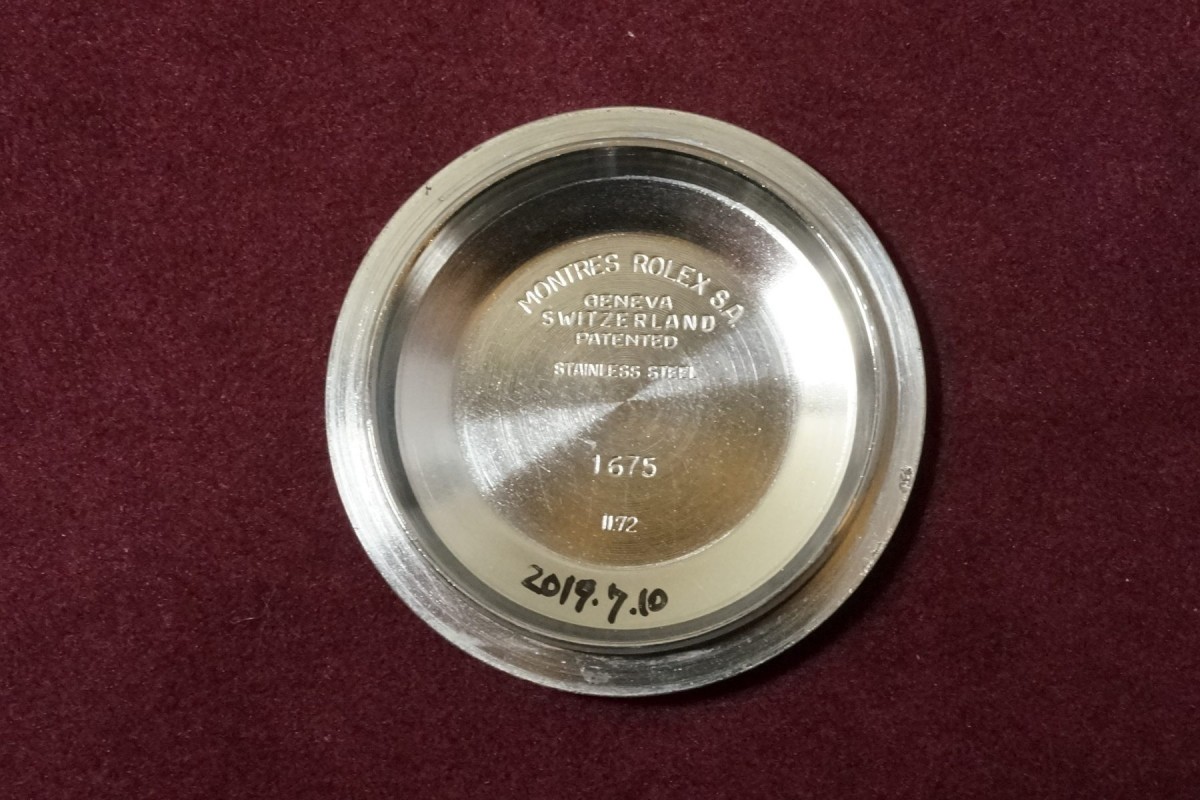 MONTRES ROLEX S.A.
GENEVA
SWITZERLAND
PATENTED
STAINLESS STEEL
1675
II.72
2019.7.10